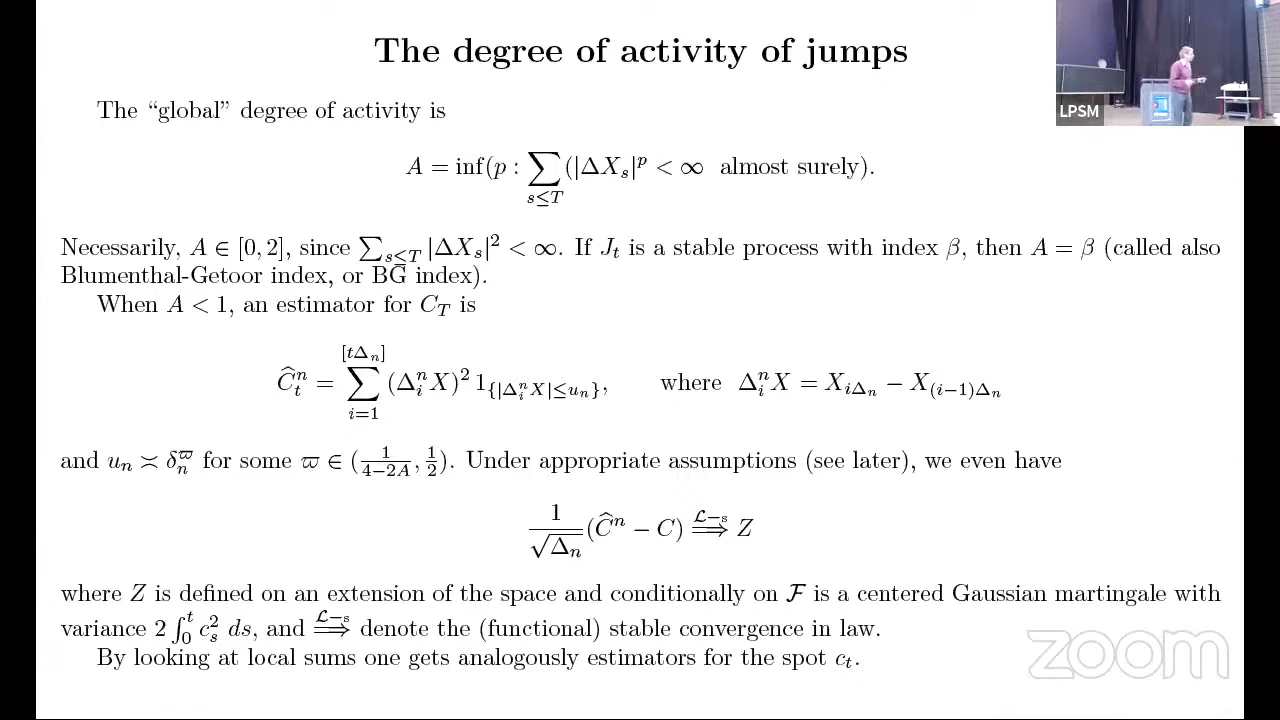 The degree of activity of jumps
LPSM
The “global” degree of activity is
A = inf(p : ∑_{s≤T} (|ΔX_s|^p < ∞ almost surely).
Necessarily, A ∈ [0, 2], since ∑_{s≤T} |ΔX_s|^2 < ∞. If J_t is a stable process with index β, then A = β (called also
Blumenthal-Getoor index, or BG index).
When A < 1, an estimator for C_T is
Ĉ_t^n = ∑_{i=1}^{[tΔ_n]} (Δ_i^n X)^2 1_{{|Δ_i^n X|≤u_n}}, where Δ_i^n X = X_{iΔ_n} − X_{(i−1)Δ_n}
and u_n ≍ δ_n^ϖ for some ϖ ∈ (1/(4−2A), 1/2). Under appropriate assumptions (see later), we even have
1/√Δ_n (Ĉ^n − C) ⟹^{ℒ−s} Z
where Z is defined on an extension of the space and conditionally on ℱ is a centered Gaussian martingale with
variance 2 ∫_0^t c_s^2 ds, and ⟹^{ℒ−s} denote the (functional) stable convergence in law.
By looking at local sums one gets analogously estimators for the spot c_t.
zoom